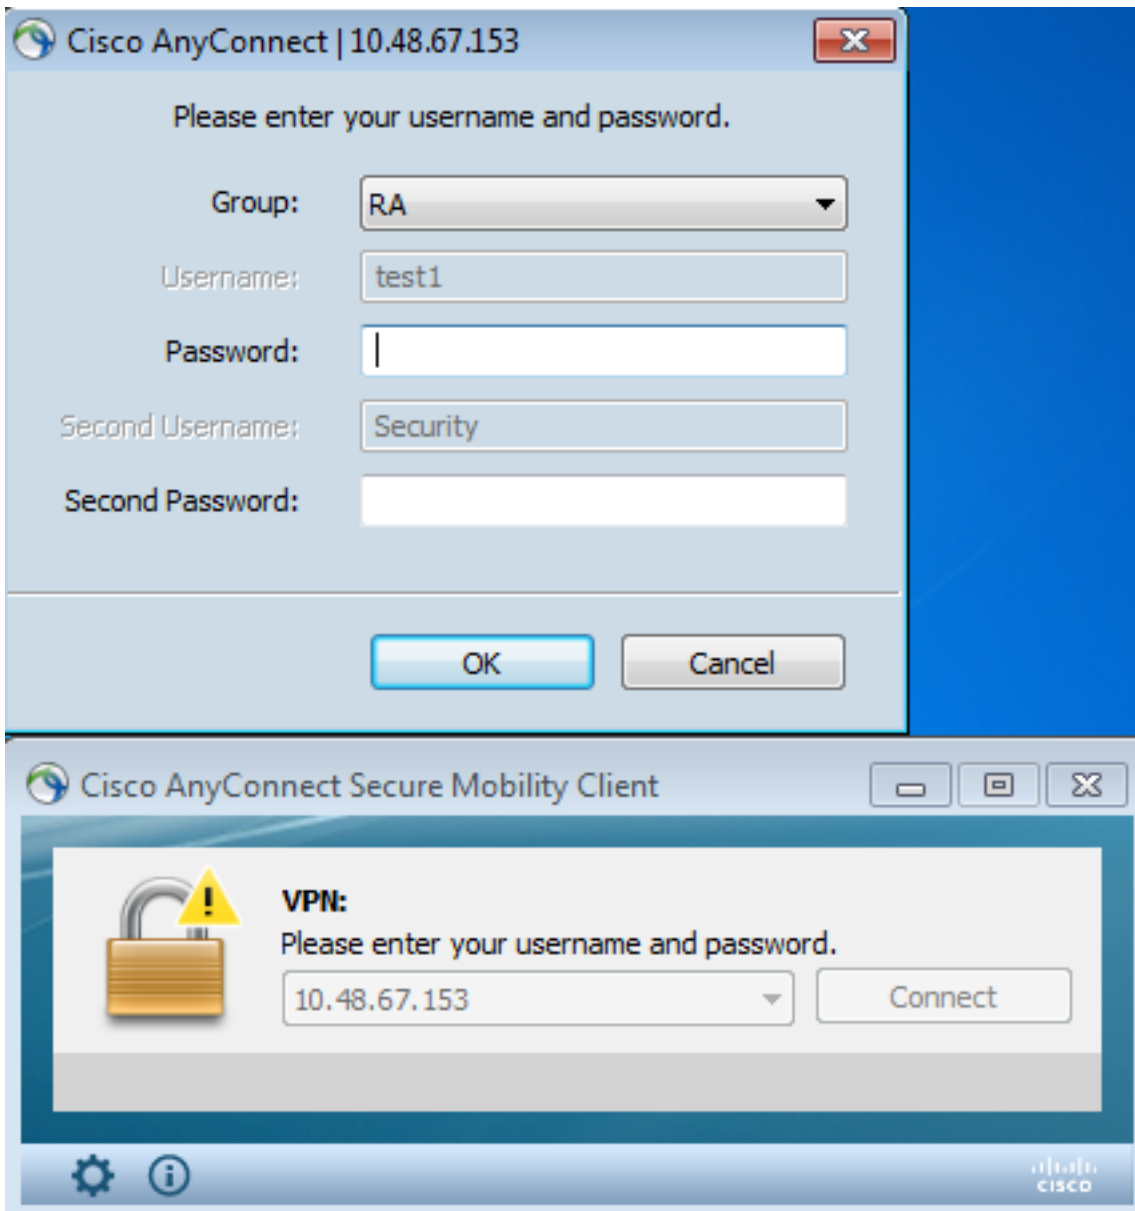 Cisco AnyConnect | 10.48.67.153
Please enter your username and password.
Group: RA
Username: test1
Password:
Second Username: Security
Second Password:
OK Cancel
Cisco AnyConnect Secure Mobility Client
VPN:
Please enter your username and password.
10.48.67.153 Connect
CISCO